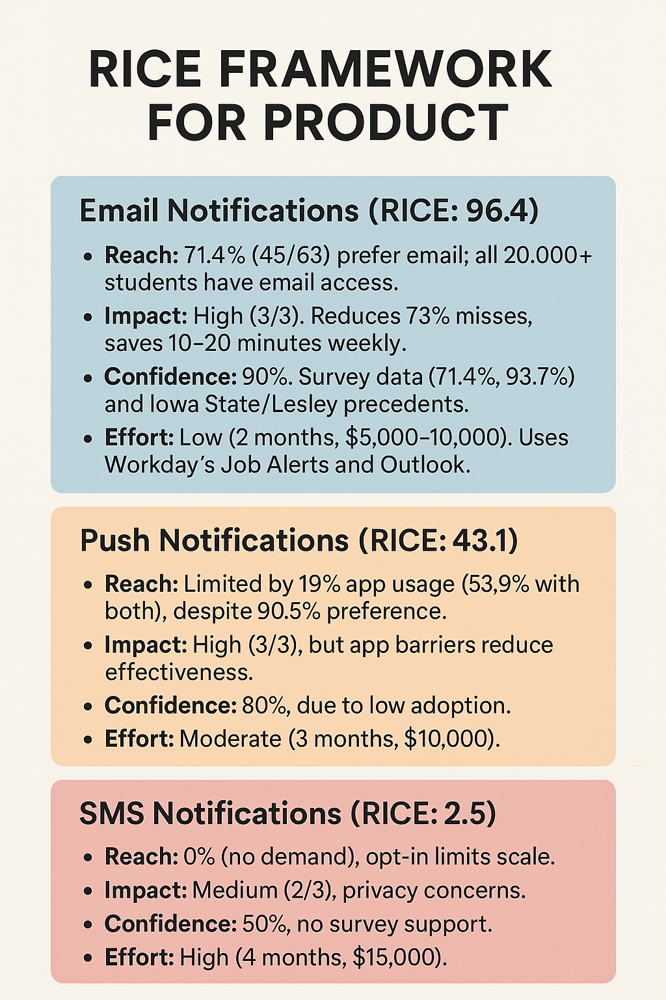 RICE FRAMEWORK
FOR PRODUCT
Email Notifications (RICE: 96.4)
• Reach: 71.4% (45/63) prefer email; all 20.000+
students have email access.
• Impact: High (3/3). Reduces 73% misses,
saves 10–20 minutes weekly.
• Confidence: 90%. Survey data (71.4%, 93.7%)
and Iowa State/Lesley precedents.
• Effort: Low (2 months, $5,000–10,000). Uses
Workday’s Job Alerts and Outlook.
Push Notifications (RICE: 43.1)
• Reach: Limited by 19% app usage (53,9% with
both), despite 90.5% preference.
• Impact: High (3/3), but app barriers reduce
effectiveness.
• Confidence: 80%, due to low adoption.
• Effort: Moderate (3 months, $10,000).
SMS Notifications (RICE: 2.5)
• Reach: 0% (no demand), opt-in limits scale.
• Impact: Medium (2/3), privacy concerns.
• Confidence: 50%, no survey support.
• Effort: High (4 months, $15,000).